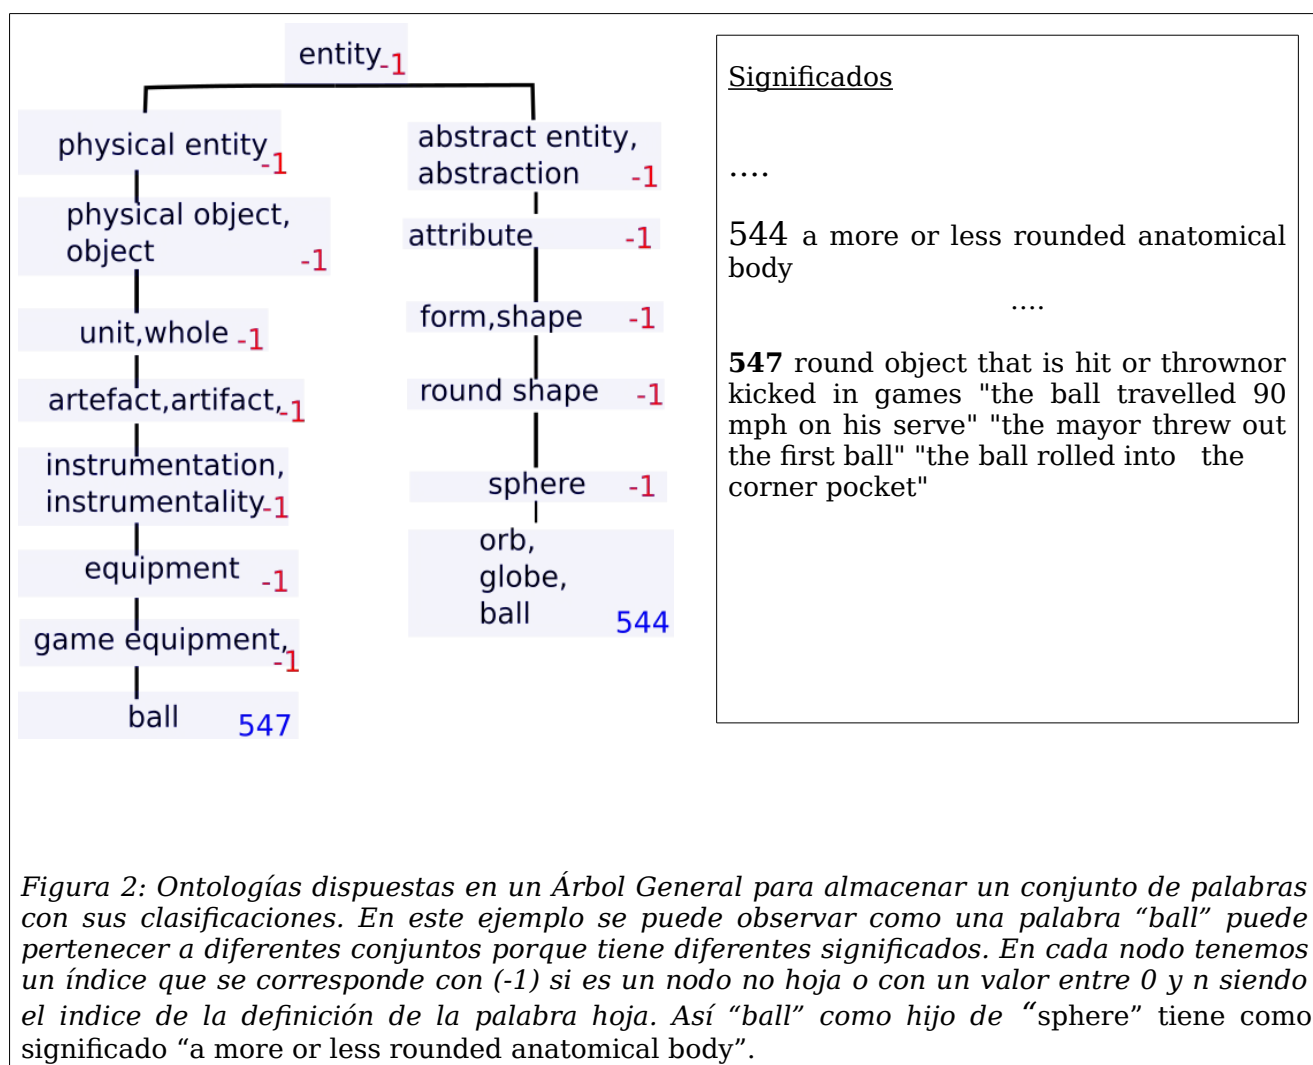 entity -1
physical entity -1
physical object,
object -1
unit,whole -1
artefact,artifact, -1
instrumentation,
instrumentality -1
equipment -1
game equipment, -1
ball 547
abstract entity,
abstraction -1
attribute -1
form,shape -1
round shape -1
sphere -1
orb,
globe,
ball 544
Significados
....
544 a more or less rounded anatomical
body
....
547 round object that is hit or thrownor
kicked in games "the ball travelled 90
mph on his serve" "the mayor threw out
the first ball" "the ball rolled into the
corner pocket"
Figura 2: Ontologías dispuestas en un Árbol General para almacenar un conjunto de palabras
con sus clasificaciones. En este ejemplo se puede observar como una palabra “ball” puede
pertenecer a diferentes conjuntos porque tiene diferentes significados. En cada nodo tenemos
un índice que se corresponde con (-1) si es un nodo no hoja o con un valor entre 0 y n siendo
el indice de la definición de la palabra hoja. Así “ball” como hijo de “sphere” tiene como
significado “a more or less rounded anatomical body”.